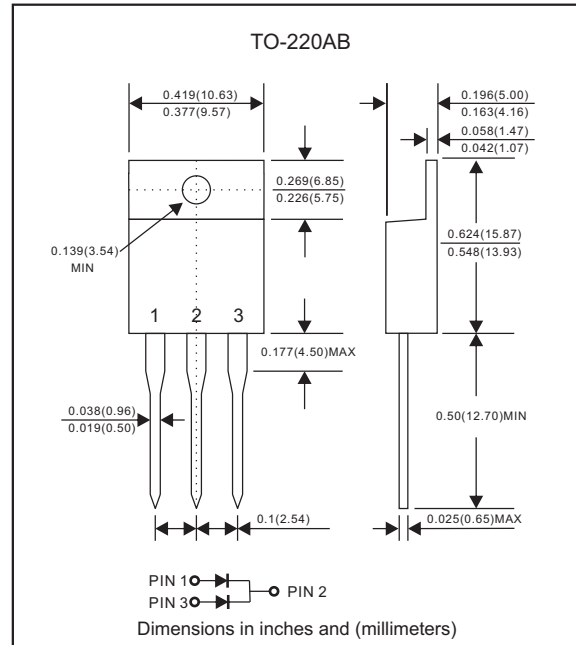 TO-220AB
0.419(10.63)
0.377(9.57)
0.196(5.00)
0.163(4.16)
0.058(1.47)
0.042(1.07)
0.269(6.85)
0.226(5.75)
0.139(3.54)
MIN
0.624(15.87)
0.548(13.93)
1 2 3
0.177(4.50)MAX
0.038(0.96)
0.019(0.50)
0.50(12.70)MIN
0.1(2.54)
0.025(0.65)MAX
PIN 1
PIN 2
PIN 3
Dimensions in inches and (millimeters)